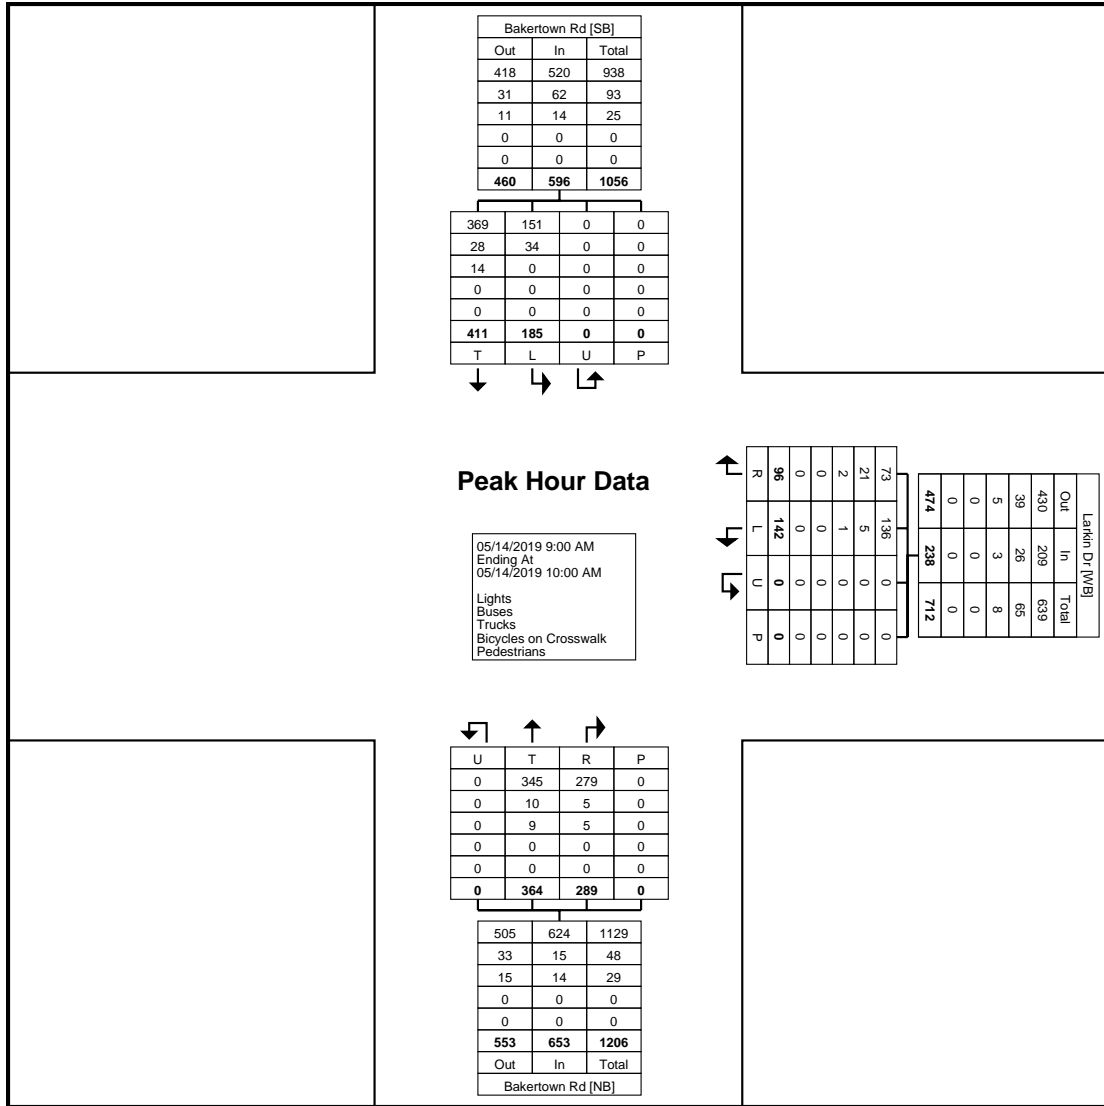 Bakertown Rd [SB]
Out In Total
418 520 938
31 62 93
11 14 25
0 0 0
0 0 0
460 596 1056
369 151 0 0
28 34 0 0
14 0 0 0
0 0 0 0
0 0 0 0
411 185 0 0
T L U P
Peak Hour Data
05/14/2019 9:00 AM
Ending At
05/14/2019 10:00 AM
Lights
Buses
Trucks
Bicycles on Crosswalk
Pedestrians
Larkin Dr [WB]
Out In Total
430 209 639
39 26 65
5 3 8
0 0 0
0 0 0
474 238 712
73 136 0 0
21 5 0 0
2 1 0 0
0 0 0 0
0 0 0 0
96 142 0 0
R L U P
U T R P
0 345 279 0
0 10 5 0
0 9 5 0
0 0 0 0
0 0 0 0
0 364 289 0
505 624 1129
33 15 48
15 14 29
0 0 0
0 0 0
553 653 1206
Out In Total
Bakertown Rd [NB]